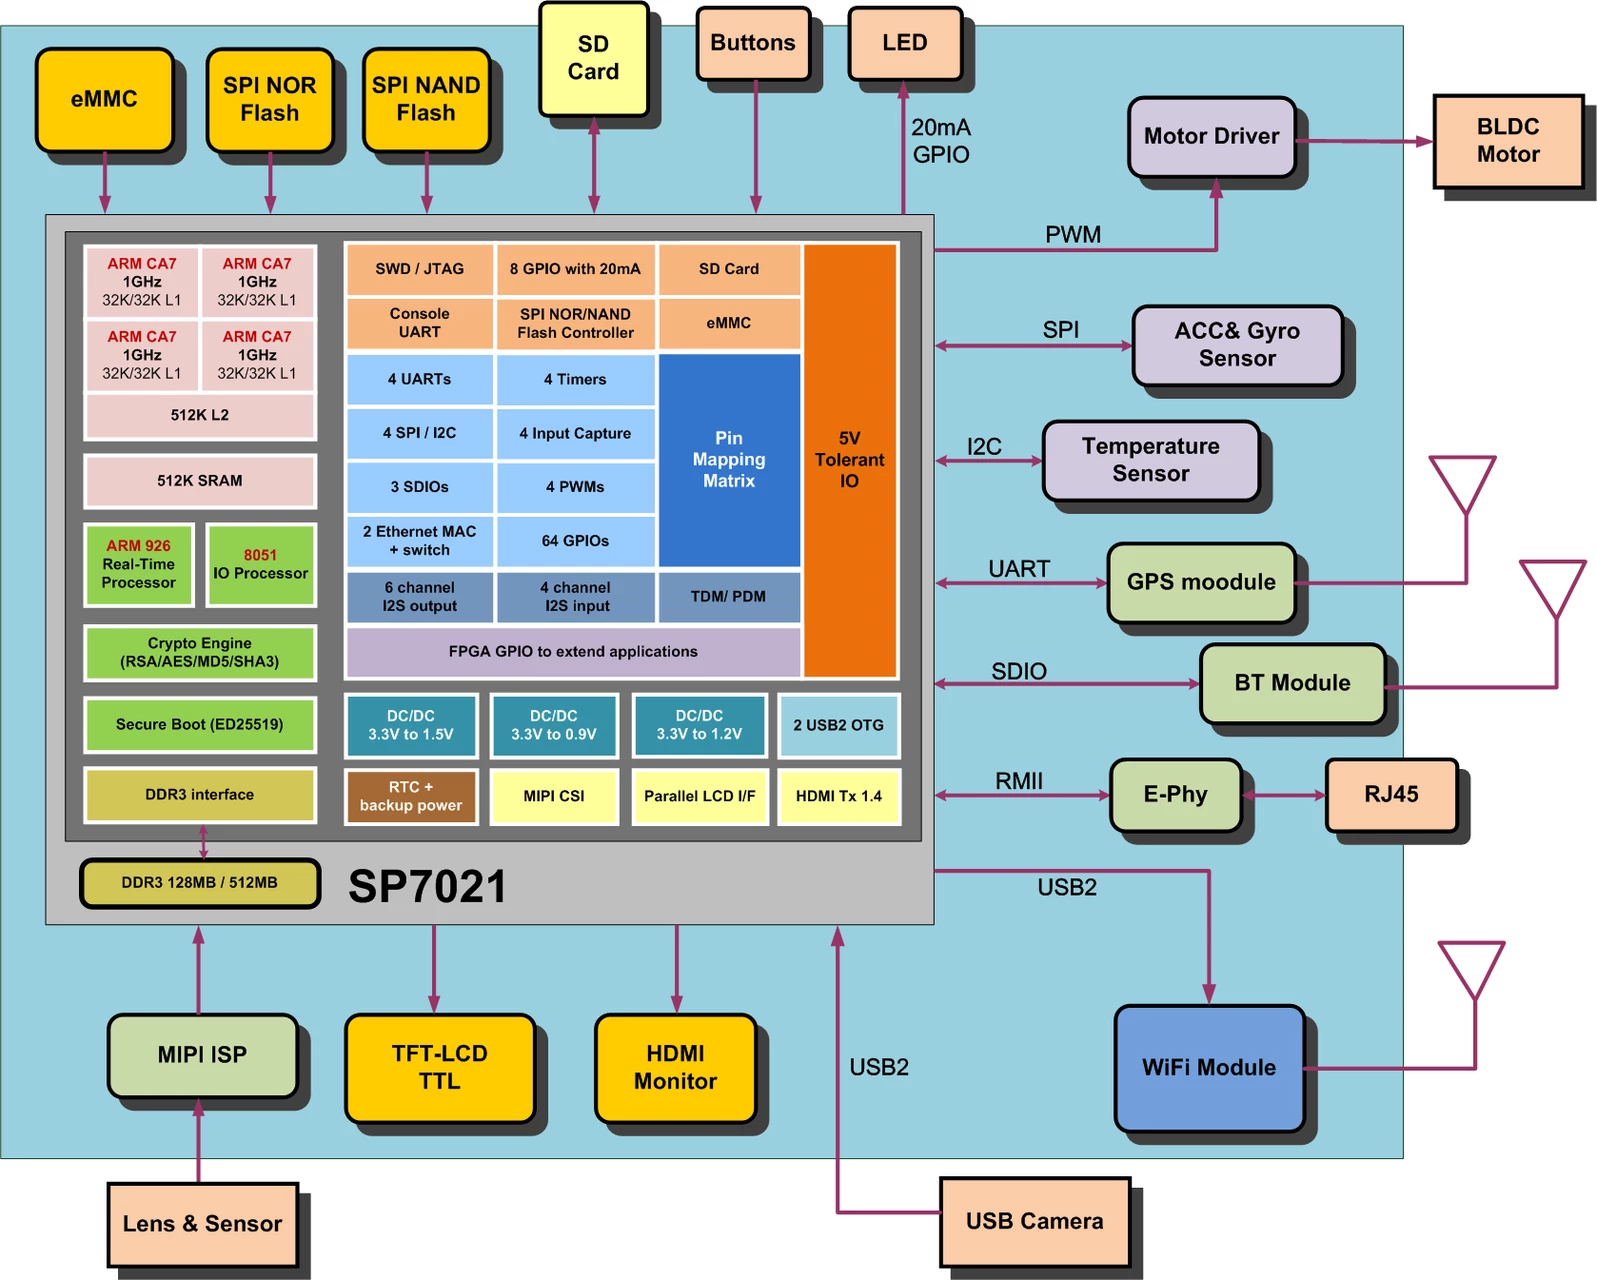 eMMC
SPI NOR
Flash
SPI NAND
Flash
SD
Card
Buttons
LED
20mA
GPIO
Motor Driver
BLDC
Motor
PWM
ARM CA7
1GHz
32K/32K L1
ARM CA7
1GHz
32K/32K L1
ARM CA7
1GHz
32K/32K L1
ARM CA7
1GHz
32K/32K L1
512K L2
512K SRAM
ARM 926
Real-Time
Processor
8051
IO Processor
Crypto Engine
(RSA/AES/MD5/SHA3)
Secure Boot (ED25519)
DDR3 interface
DDR3 128MB / 512MB
SWD / JTAG
8 GPIO with 20mA
SD Card
Console
UART
SPI NOR/NAND
Flash Controller
eMMC
4 UARTs
4 Timers
4 SPI / I2C
4 Input Capture
3 SDIOs
4 PWMs
2 Ethernet MAC
+ switch
64 GPIOs
Pin
Mapping
Matrix
5V
Tolerant
IO
6 channel
I2S output
4 channel
I2S input
TDM/ PDM
FPGA GPIO to extend applications
DC/DC
3.3V to 1.5V
DC/DC
3.3V to 0.9V
DC/DC
3.3V to 1.2V
2 USB2 OTG
RTC +
backup power
MIPI CSI
Parallel LCD I/F
HDMI Tx 1.4
SP7021
SPI
ACC& Gyro
Sensor
I2C
Temperature
Sensor
UART
GPS moodule
SDIO
BT Module
RMII
E-Phy
RJ45
USB2
WiFi Module
MIPI ISP
TFT-LCD
TTL
HDMI
Monitor
USB2
Lens & Sensor
USB Camera